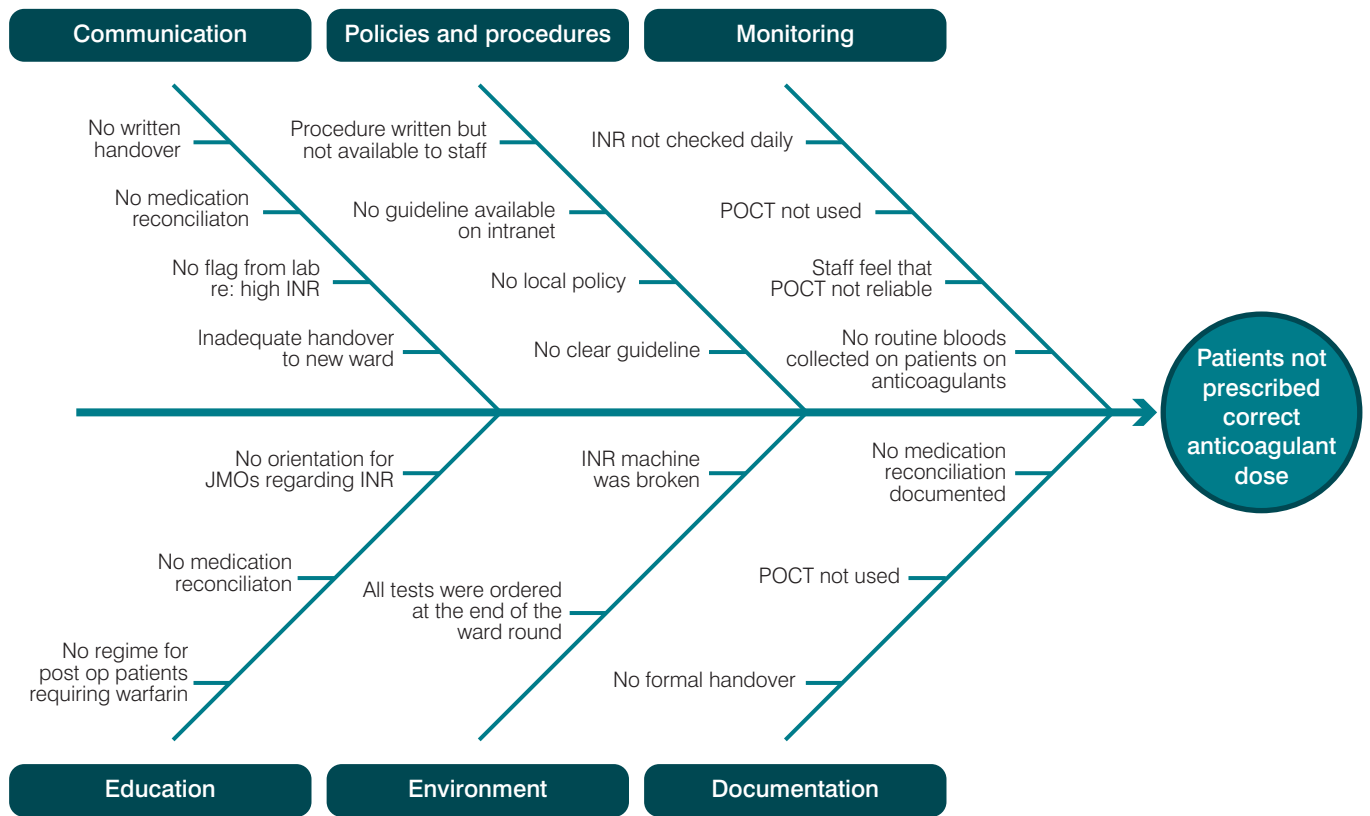 Communication
Policies and procedures
Monitoring
No written
handover
No medication
reconciliaton
No flag from lab
re: high INR
Inadequate handover
to new ward
Procedure written but
not available to staff
No guideline available
on intranet
No local policy
No clear guideline
INR not checked daily
POCT not used
Staff feel that
POCT not reliable
No routine bloods
collected on patients on
anticoagulants
Patients not
prescribed
correct
anticoagulant
dose
No orientation for
JMOs regarding INR
No medication
reconciliaton
No regime for
post op patients
requiring warfarin
INR machine
was broken
All tests were ordered
at the end of the
ward round
No medication
reconciliation
documented
POCT not used
No formal handover
Education
Environment
Documentation